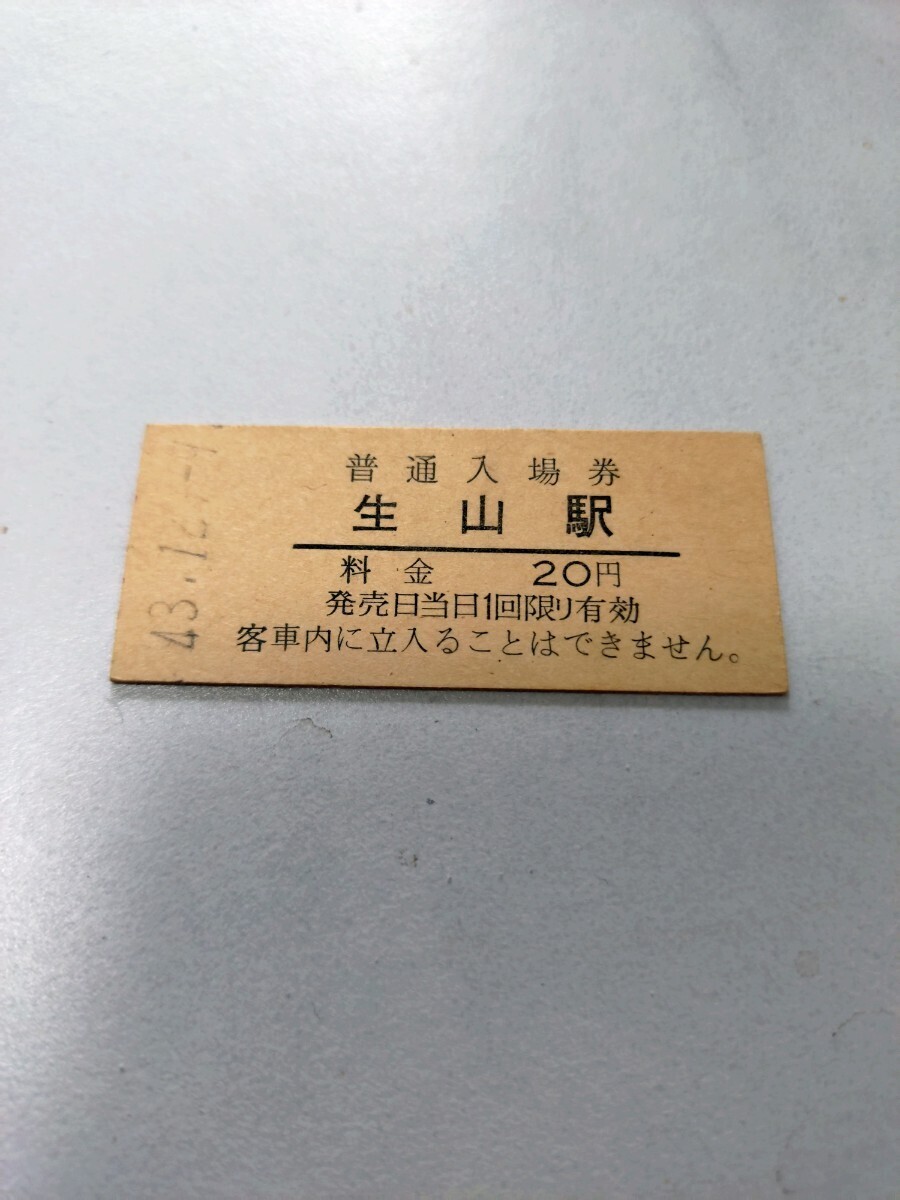 普通入場券
生山駅
料金 20円
発売日当日1回限り有効
客車内に立入ることはできません。
43.12.